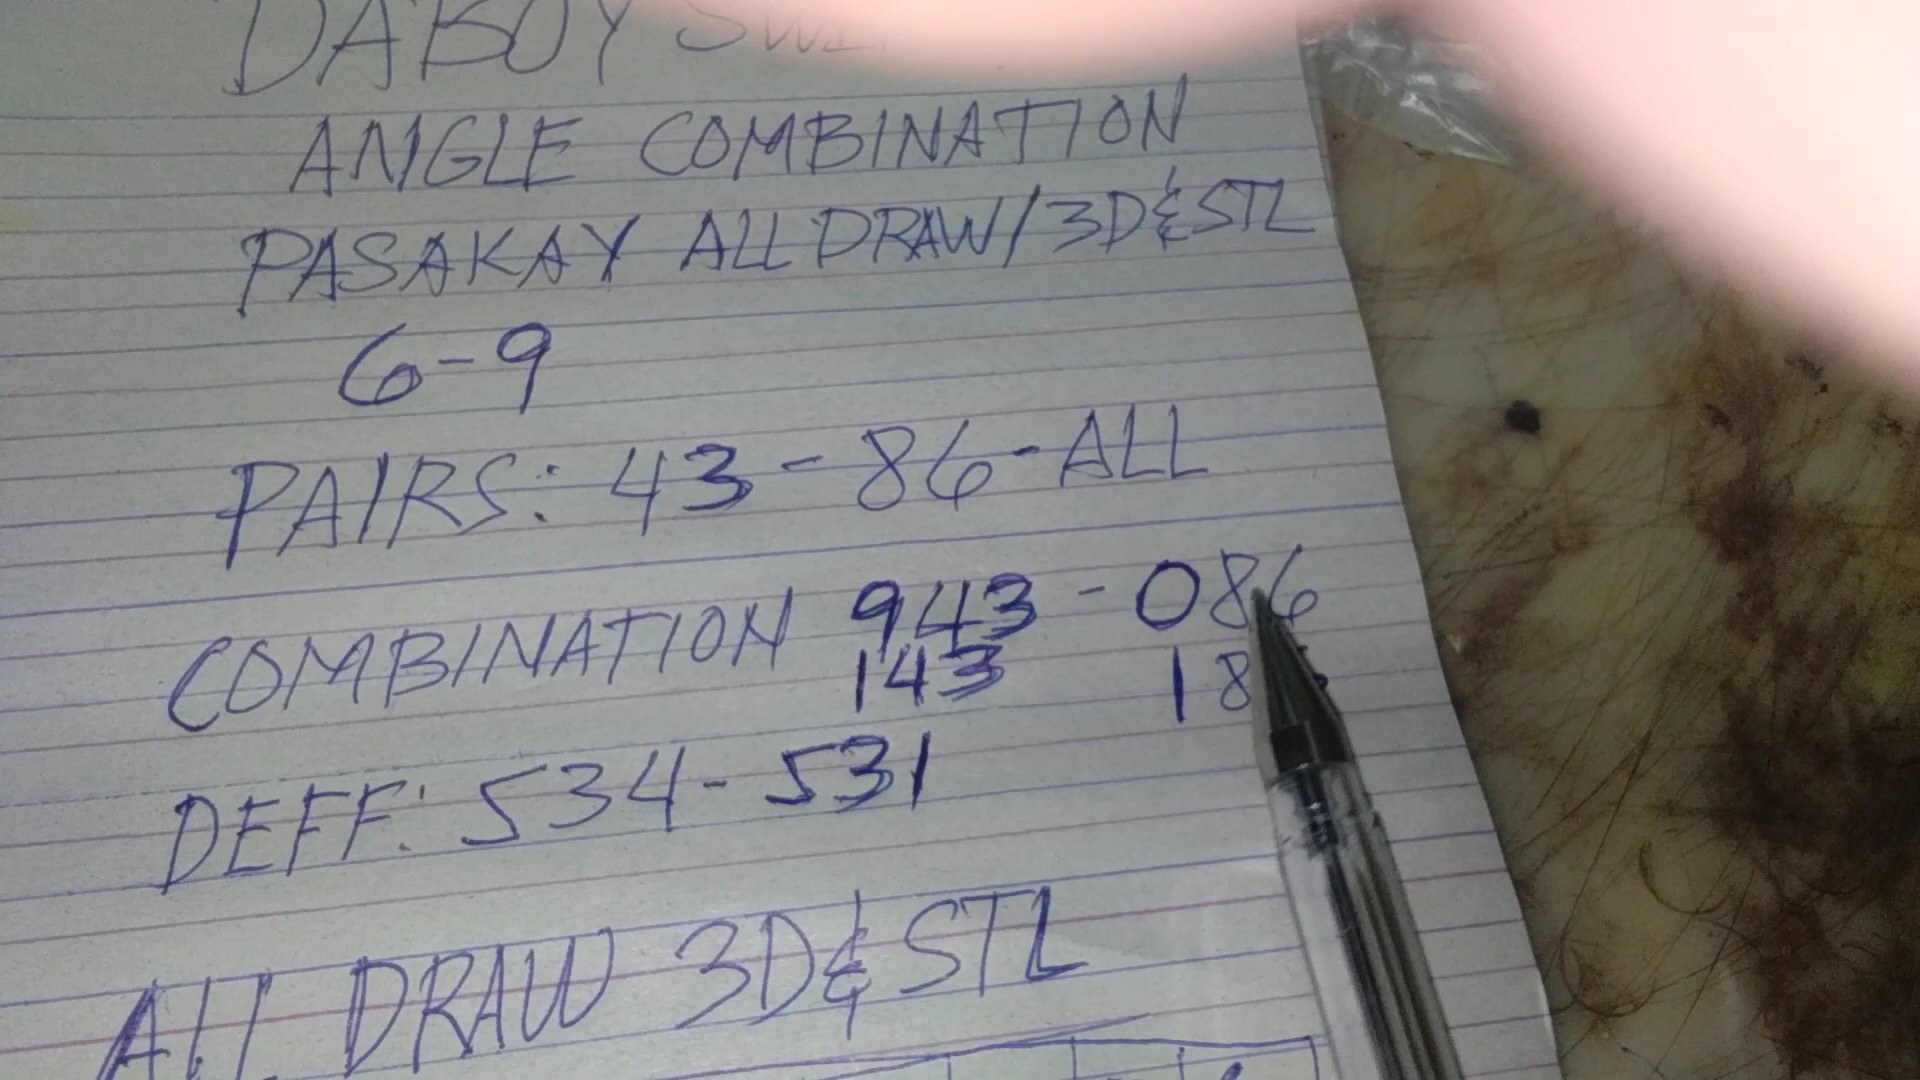 DABOY
ANGLE COMBINATION
PASAKAY ALL DRAW/3D&STL
6-9
PAIRS: 43-86-ALL
COMBINATION 943-086
143 18
DEFF: 534-531
ALL DRAW 3D&STL